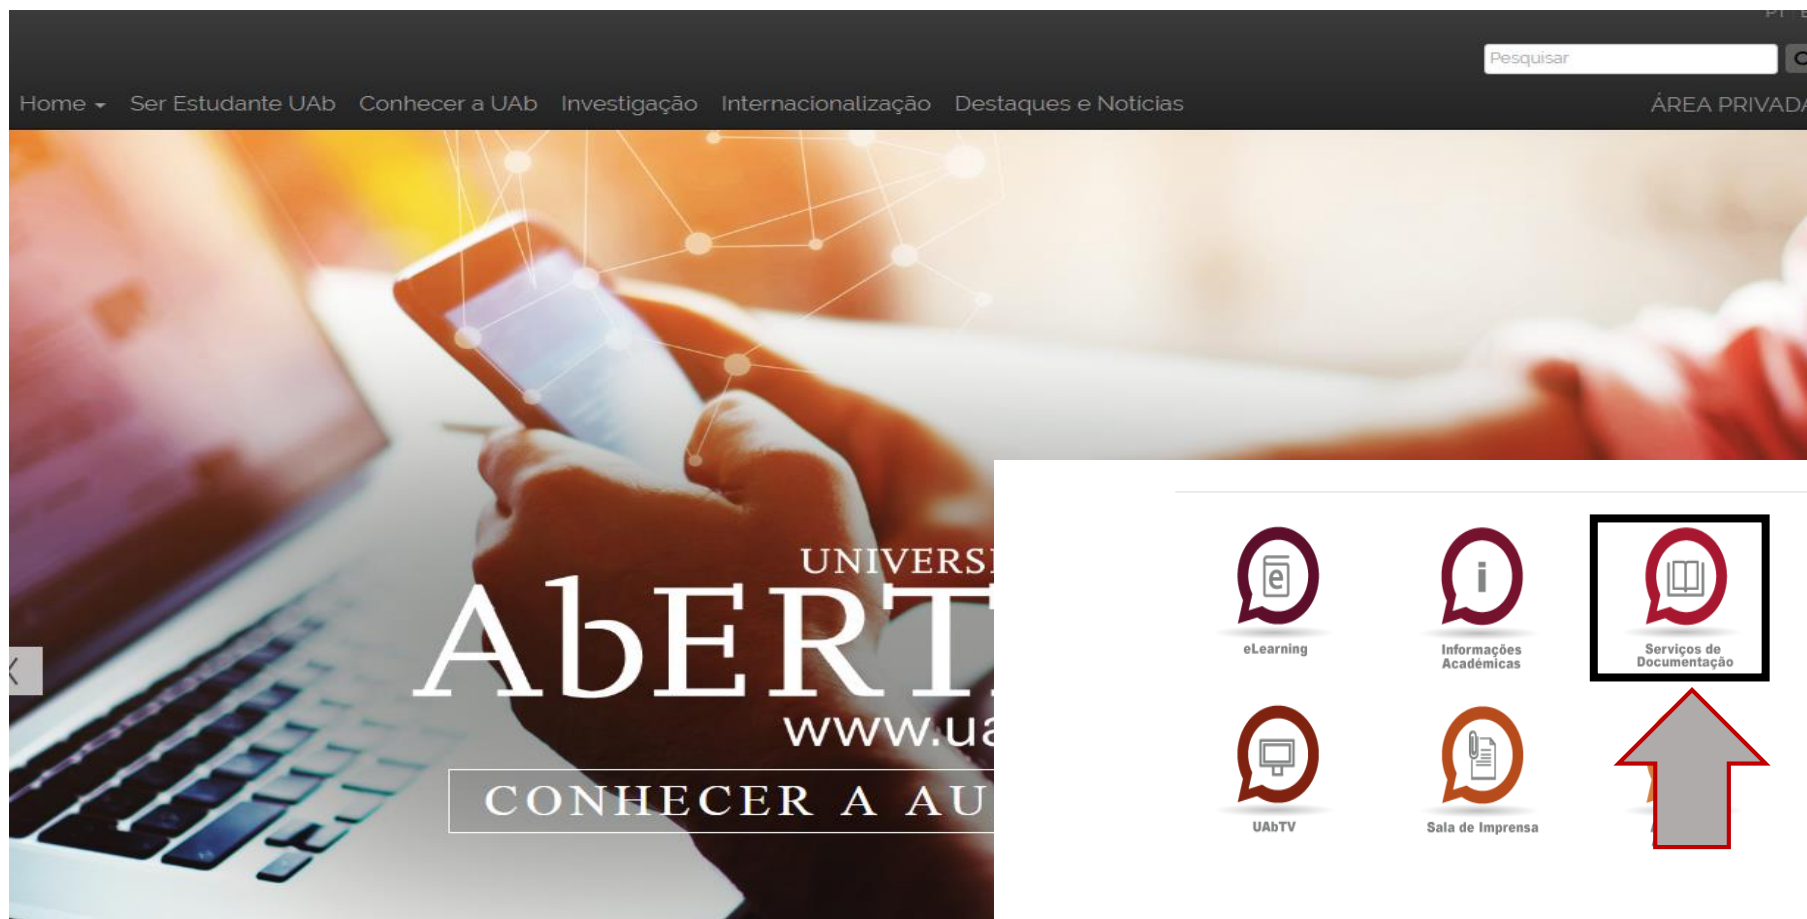 PT
Pesquisar
Home Ser Estudante UAb Conhecer a UAb Investigação Internacionalização Destaques e Notícias ÁREA PRIVADA
UNIVERS
AbERT
www.ua
CONHECER A AU
eLearning
Informações
Académicas
Serviços de
Documentação
UAbTV
Sala de Imprensa